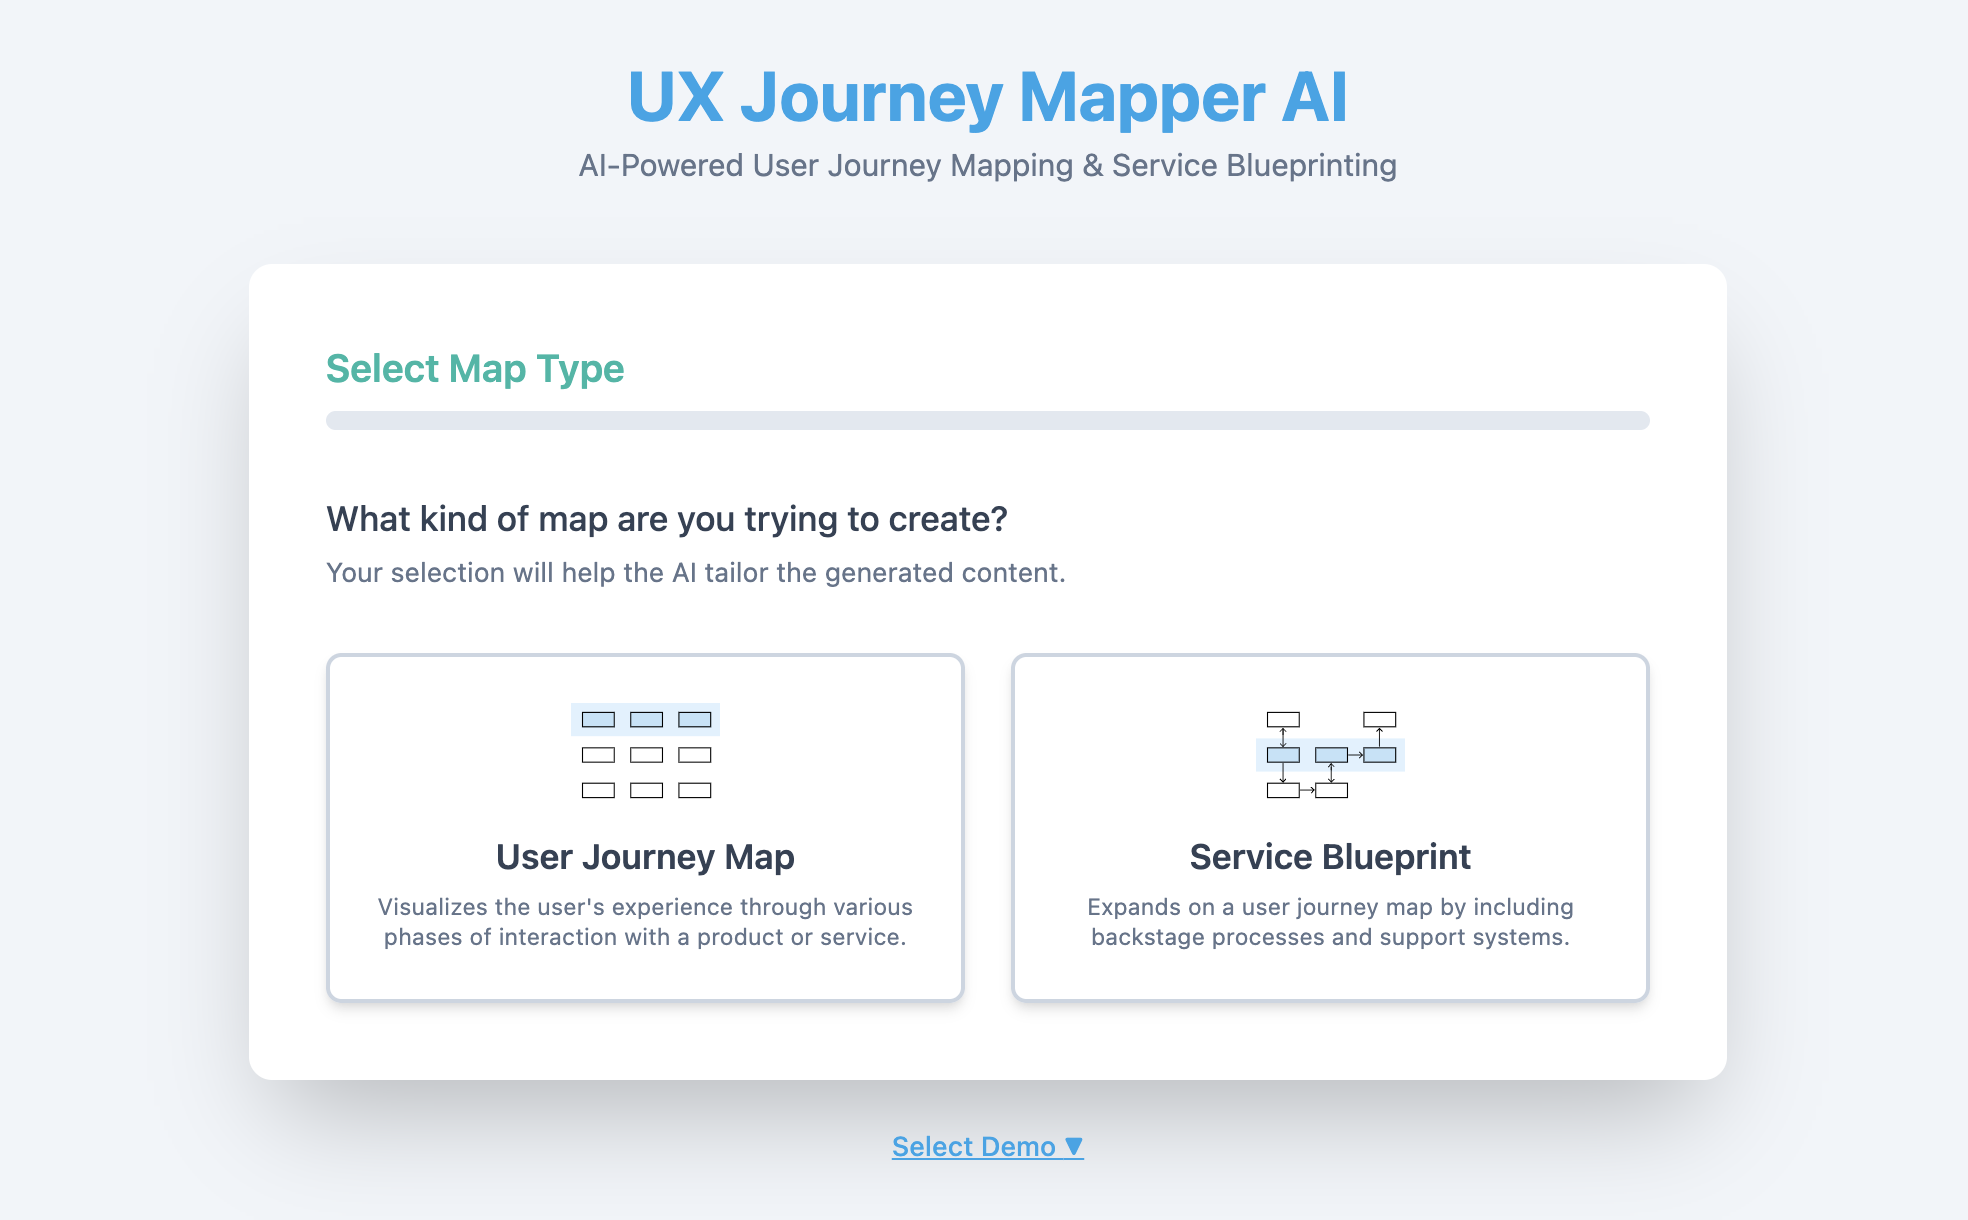 UX Journey Mapper AI
AI-Powered User Journey Mapping & Service Blueprinting
Select Map Type
What kind of map are you trying to create?
Your selection will help the AI tailor the generated content.
User Journey Map
Visualizes the user's experience through various
phases of interaction with a product or service.
Service Blueprint
Expands on a user journey map by including
backstage processes and support systems.
Select Demo ▼